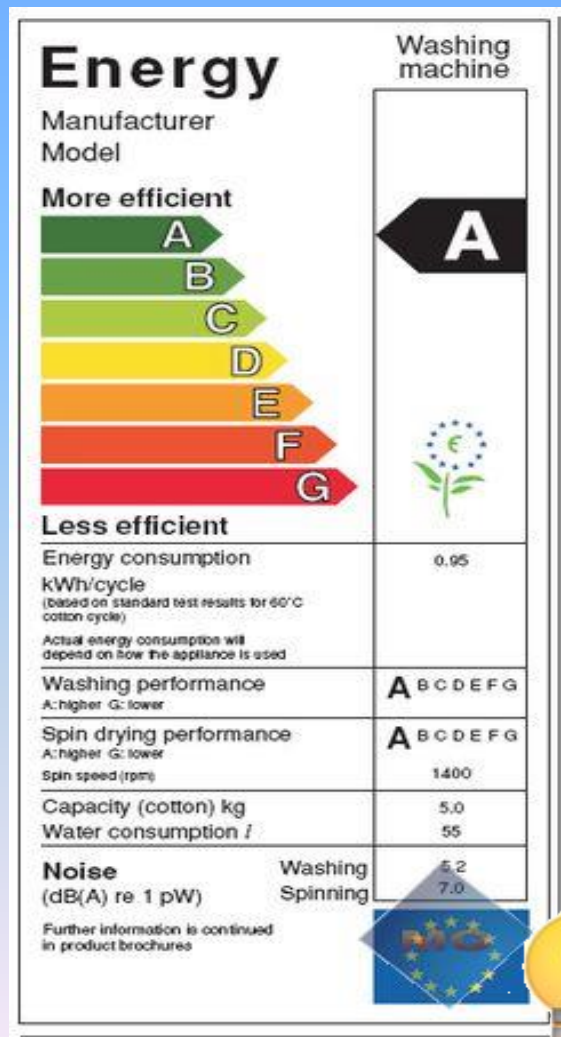 Energy
Washing
machine
Manufacturer
Model
More efficient
A
A
B
C
D
E
F
G
€
Less efficient
Energy consumption 0.95
kWh/cycle
(based on standard test results for 60°C
cotton cycle)
Actual energy consumption will
depend on how the appliance is used
Washing performance A B C D E F G
A: higher G: lower
Spin drying performance A B C D E F G
A: higher G: lower
Spin speed (rpm) 1400
Capacity (cotton) kg 5.0
Water consumption l 55
Noise Washing 5.2
(dB(A) re 1 pW) Spinning 7.0
Further information is continued
in product brochures
MO